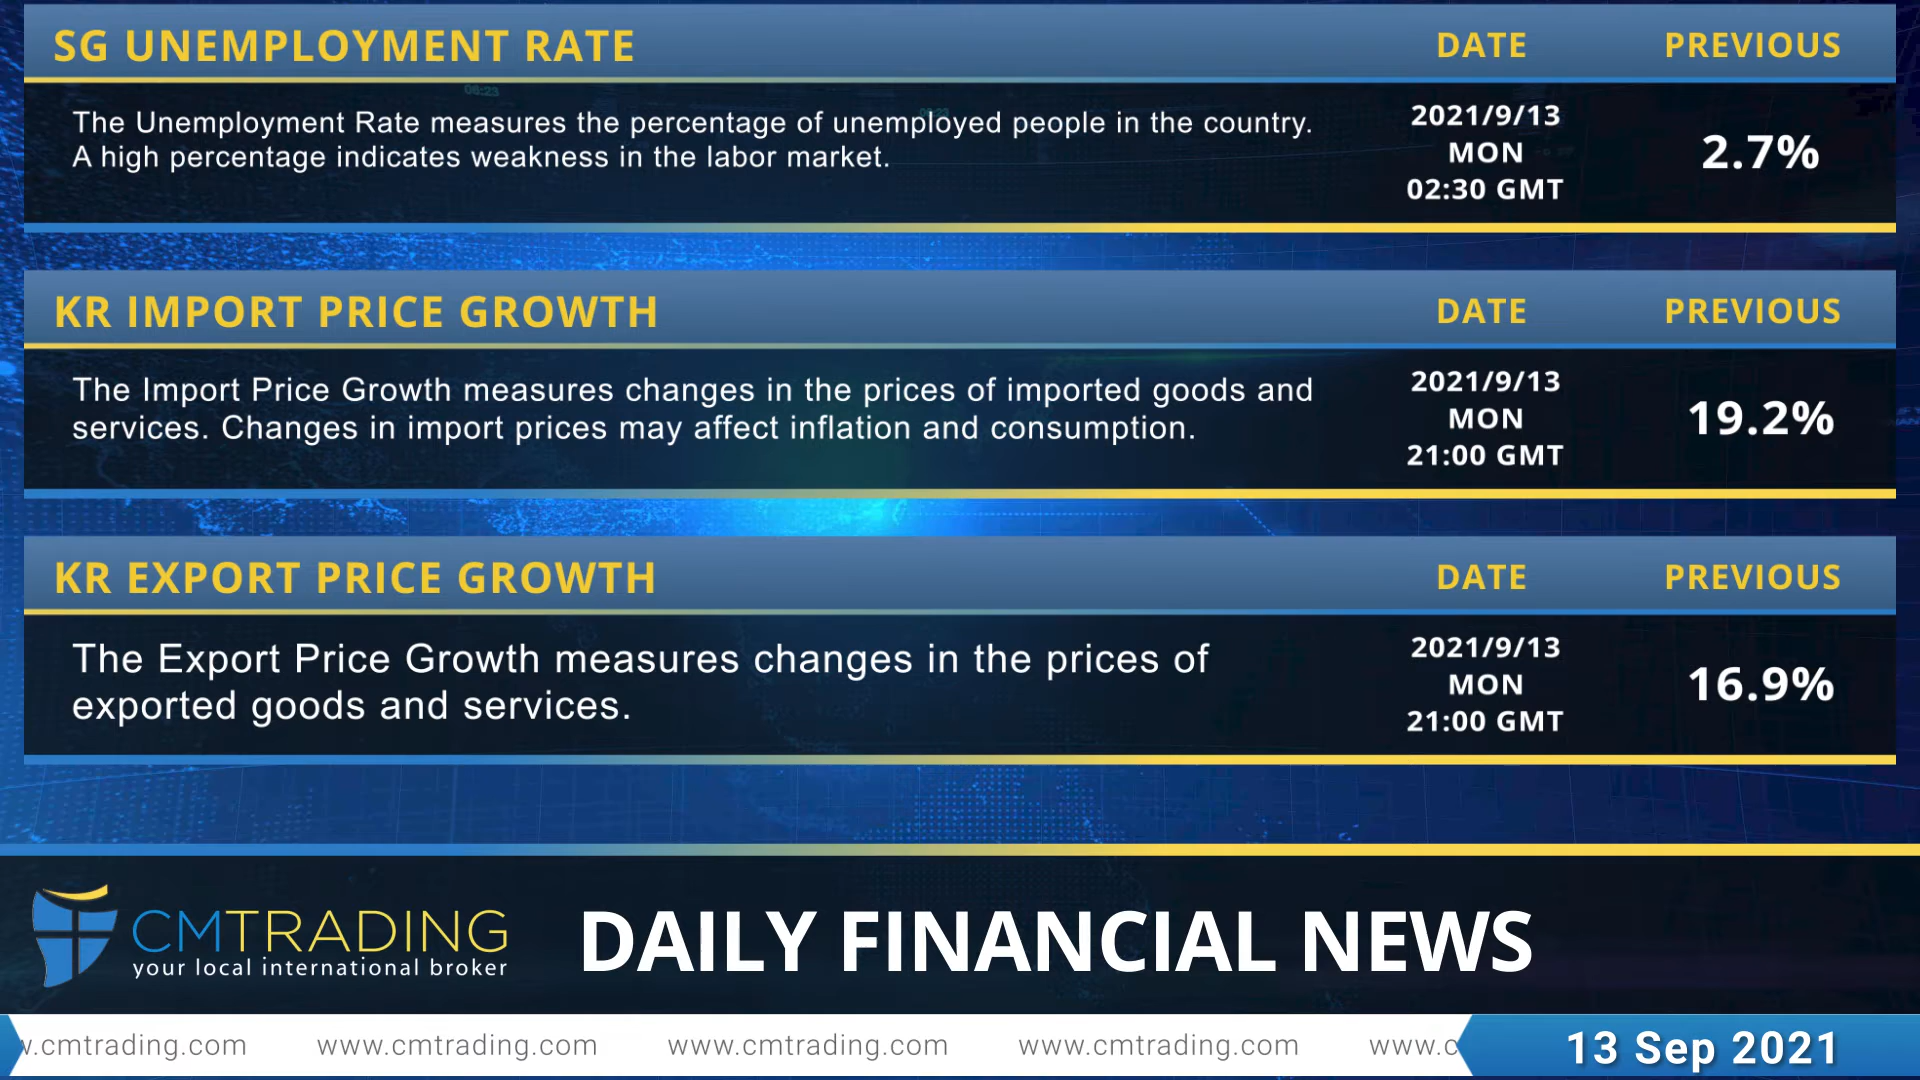 SG UNEMPLOYMENT RATE DATE PREVIOUS
The Unemployment Rate measures the percentage of unemployed people in the country.
A high percentage indicates weakness in the labor market.
2021/9/13
MON
02:30 GMT
2.7%
KR IMPORT PRICE GROWTH DATE PREVIOUS
The Import Price Growth measures changes in the prices of imported goods and
services. Changes in import prices may affect inflation and consumption.
2021/9/13
MON
21:00 GMT
19.2%
KR EXPORT PRICE GROWTH DATE PREVIOUS
The Export Price Growth measures changes in the prices of
exported goods and services.
2021/9/13
MON
21:00 GMT
16.9%
CMTRADING
your local international broker
DAILY FINANCIAL NEWS
w.cmtrading.com www.cmtrading.com www.cmtrading.com www.cmtrading.com www.c
13 Sep 2021